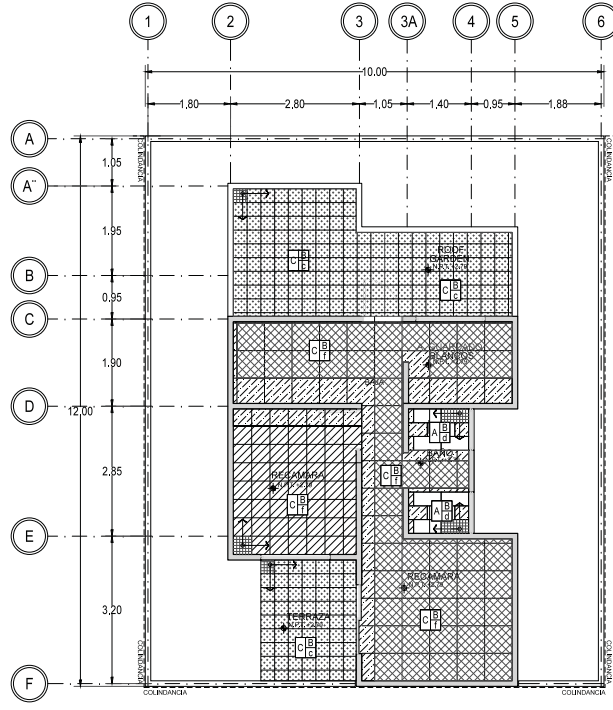 1 2 3 3A 4 5 6
10.00
1.80 2.80 1.05 1.40 0.95 1.88
A
COLINDANCIA
COLINDANCIA
1.05
A¨
1.95
ROOF
GARDEN
B
C B c
C B c
0.95
C
1.90
C B f
GUARDADO
BLANCOS
BAJA
D
12.00
A B d
2.85
BAÑO
RECAMARA
C B f
C B f
A B d
E
RECAMARA
3.20
TERRAZA
C B f
C B c
COLINDANCIA
COLINDANCIA
F
COLINDANCIA
COLINDANCIA